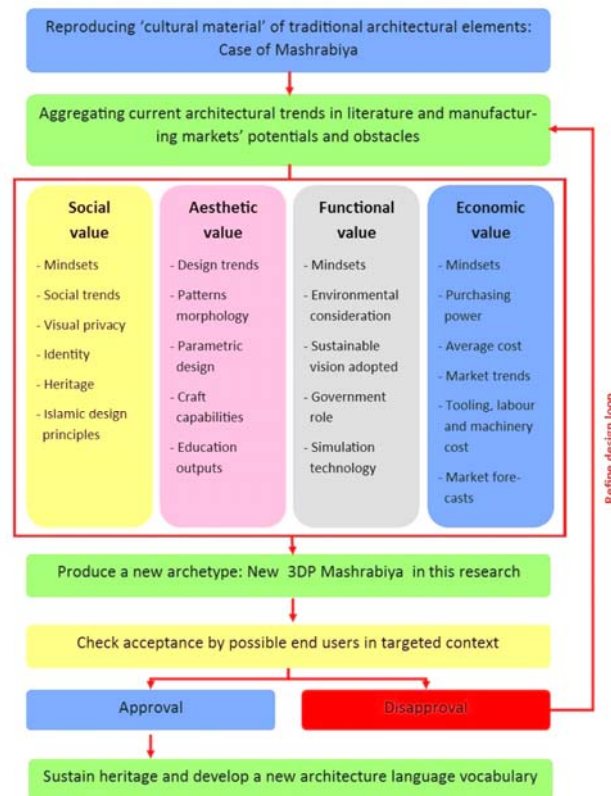 Reproducing ‘cultural material’ of traditional architectural elements:
Case of Mashrabiya
Aggregating current architectural trends in literature and manufactur-
ing markets’ potentials and obstacles
Social
value
- Mindsets
- Social trends
- Visual privacy
- Identity
- Heritage
- Islamic design
principles
Aesthetic
value
- Design trends
- Patterns
morphology
- Parametric
design
- Craft
capabilities
- Education
outputs
Functional
value
- Mindsets
- Environmental
consideration
- Sustainable
vision adopted
- Government
role
- Simulation
technology
Economic
value
- Mindsets
- Purchasing
power
- Average cost
- Market trends
- Tooling, labour
and machinery
cost
- Market fore-
casts
Refine design loop
Produce a new archetype: New 3DP Mashrabiya in this research
Check acceptance by possible end users in targeted context
Approval
Disapproval
Sustain heritage and develop a new architecture language vocabulary